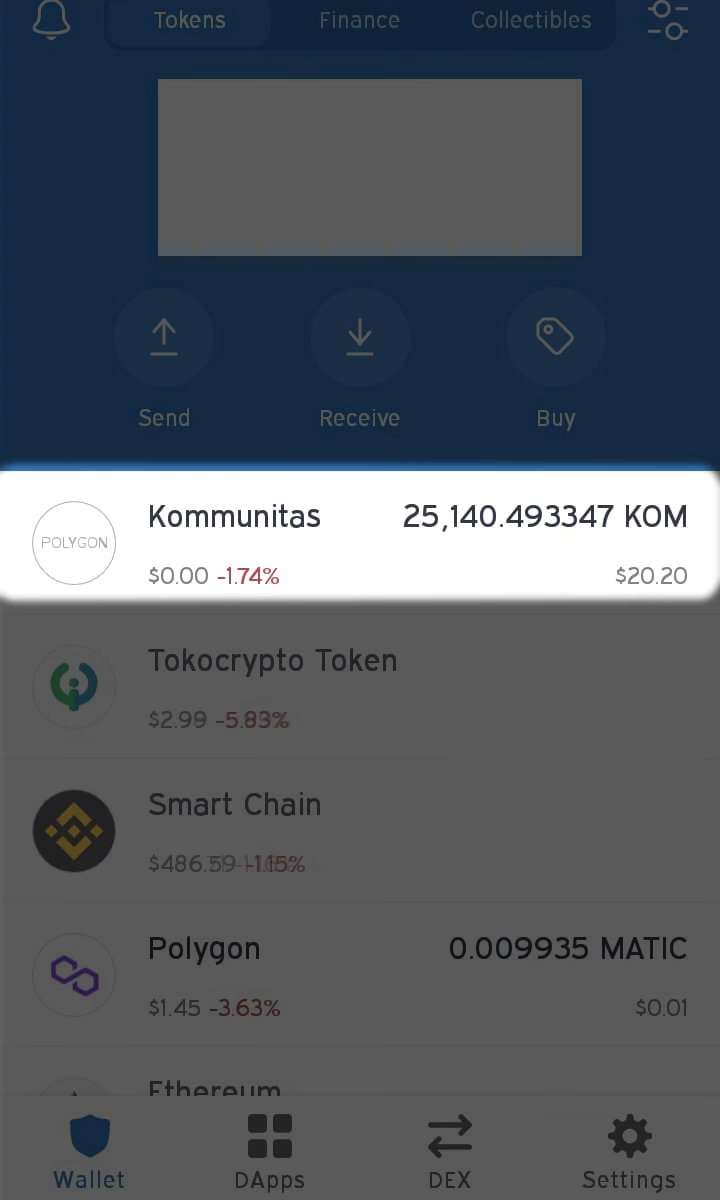 Tokens Finance Collectibles
Send Receive Buy
POLYGON
Kommunitas 25,140.493347 KOM
$0.00 -1.74% $20.20
Tokocrypto Token
$2.99 -5.83%
Smart Chain
-1.15%
Polygon 0.009935 MATIC
$1.45 -3.63% $0.01
Ethereum
Wallet DApps DEX Settings